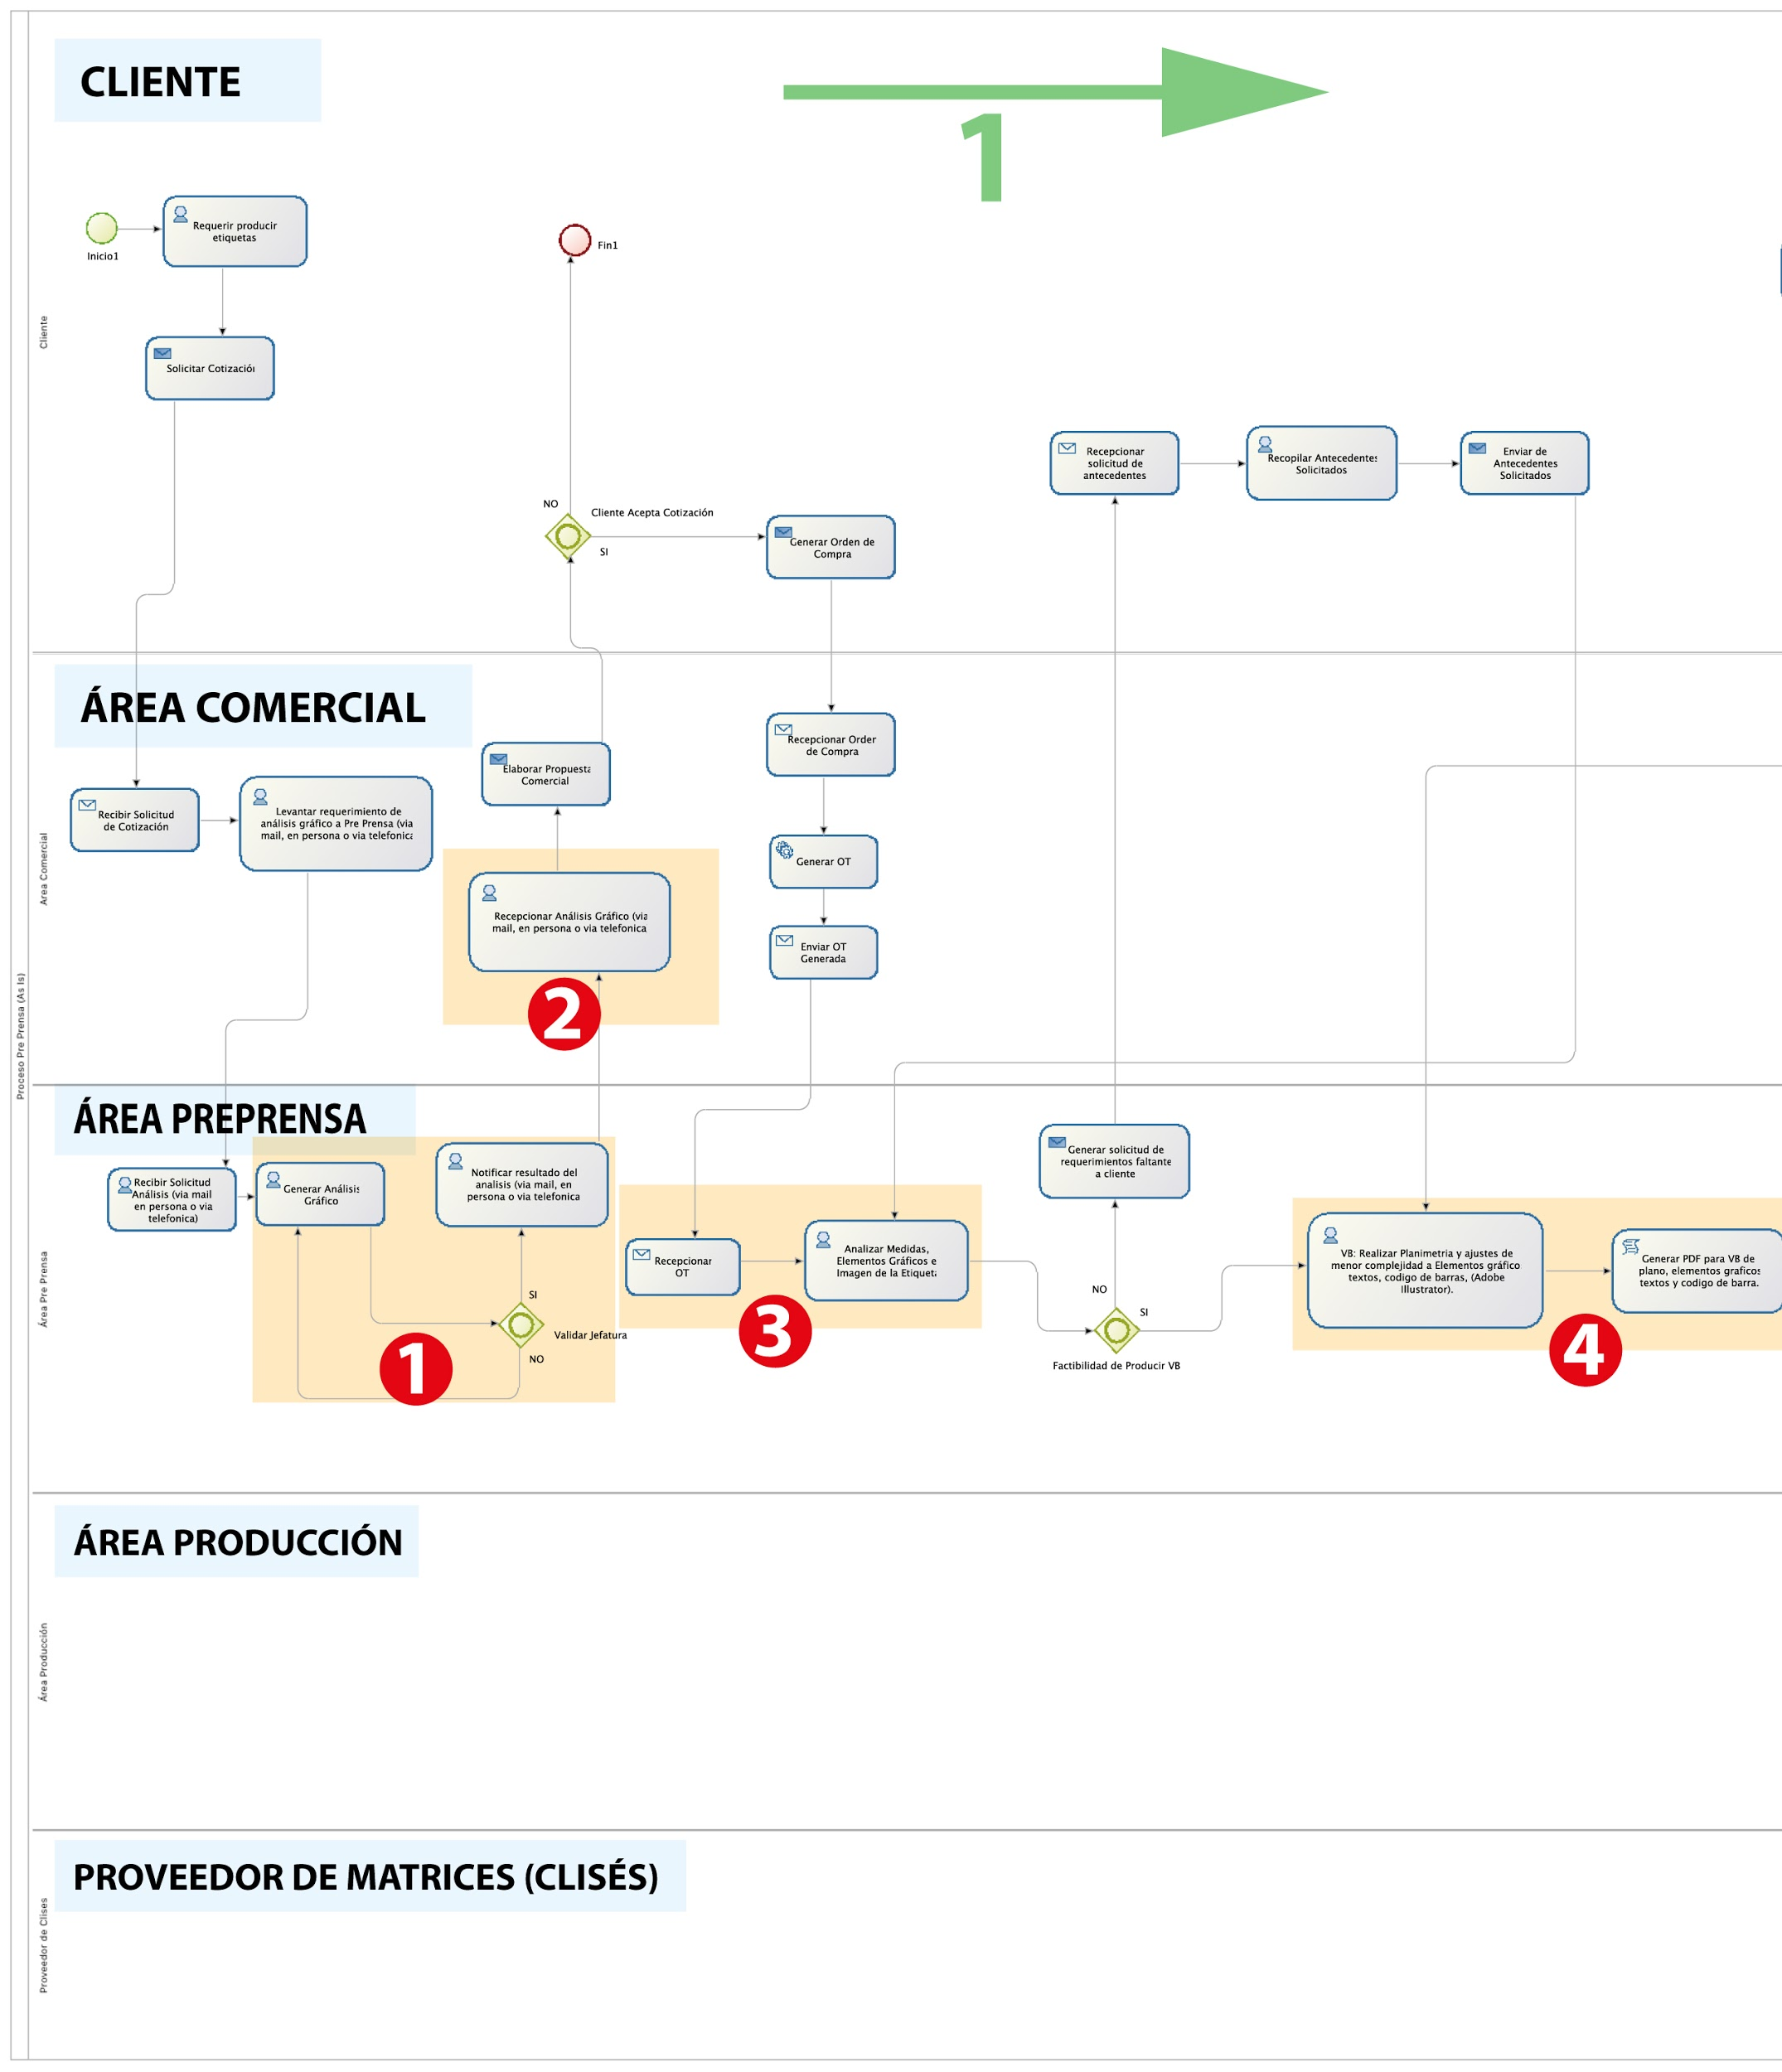 CLIENTE
1
Requerir producir
etiquetas
Inicio1
Fin1
Solicitar Cotización
Cliente
NO
Cliente Acepta Cotización
SI
Generar Orden de
Compra
Recepcionar
solicitud de
antecedentes
Recopilar Antecedentes
Solicitados
Enviar de
Antecedentes
Solicitados
ÁREA COMERCIAL
Area Comercial
Recibir Solicitud
de Cotización
Levantar requerimiento de
análisis gráfico a Pre Prensa (via
mail, en persona o via telefonica
Elaborar Propuesta
Comercial
Recepcionar Análisis Gráfico (via
mail, en persona o via telefonica
2
Recepcionar Order
de Compra
Generar OT
Enviar OT
Generada
Proceso Pre Prensa (As Is)
ÁREA PREPRENSA
Área Pre Prensa
Recibir Solicitud
Análisis (via mail
en persona o via
telefonica)
Generar Análisis
Gráfico
Notificar resultado del
analisis (via mail, en
persona o via telefonica
SI
Validar Jefatura
NO
1
Recepcionar
OT
Analizar Medidas,
Elementos Gráficos e
Imagen de la Etiqueta
3
Generar solicitud de
requerimientos faltante
a cliente
NO
SI
Factibilidad de Producir VB
VB: Realizar Planimetria y ajustes de
menor complejidad a Elementos gráfico
textos, codigo de barras, (Adobe
Illustrator).
Generar PDF para VB de
plano, elementos graficos
textos y codigo de barra.
4
ÁREA PRODUCCIÓN
Área Producción
PROVEEDOR DE MATRICES (CLISÉS)
Proveedor de Clises